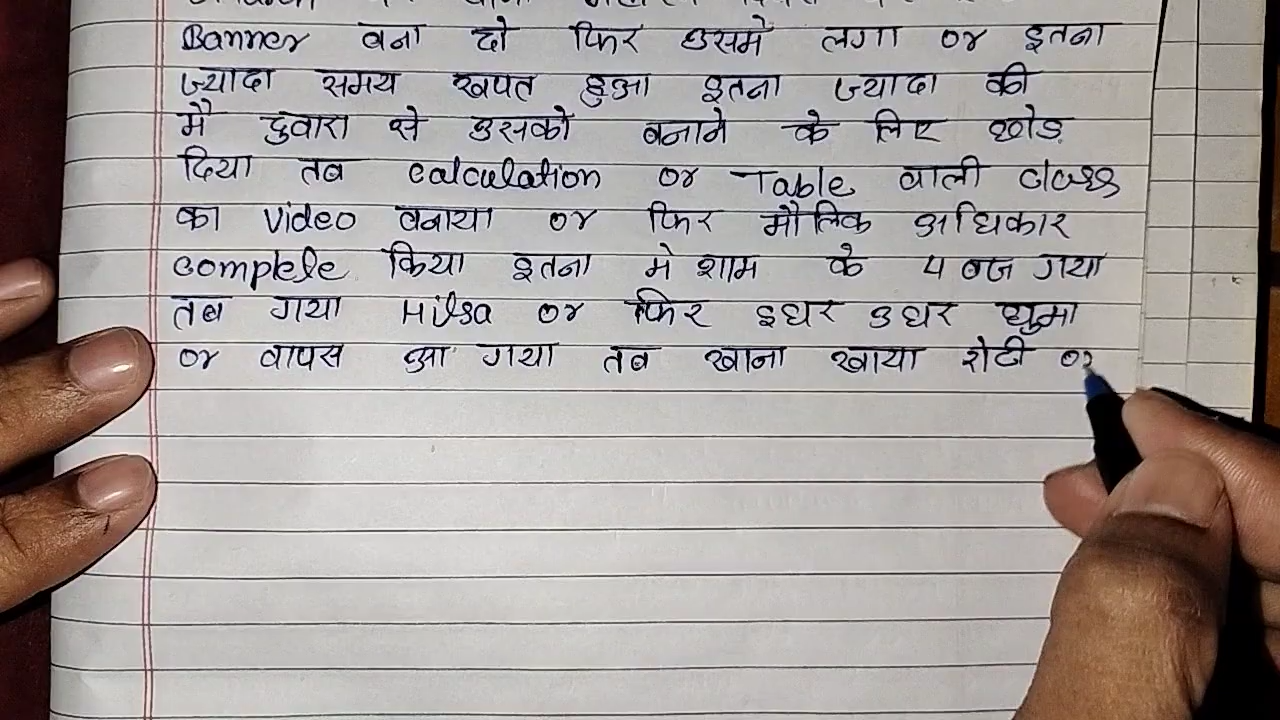 Banner बना दो फिर उसमे लगा or इतना
ज्यादा समय खपत हुआ इतना ज्यादा की
मै दुवारा से उसको बनाने के लिए छोड़
दिया तब calculation or Table वाली class
का video बनाया or फिर मौलिक अधिकार
complete किया इतना मे शाम के 4 बज गया
तब गया Hilsa or फिर इधर उधर घुमा
or वापस आ गया तब खाना खाया रोटी or